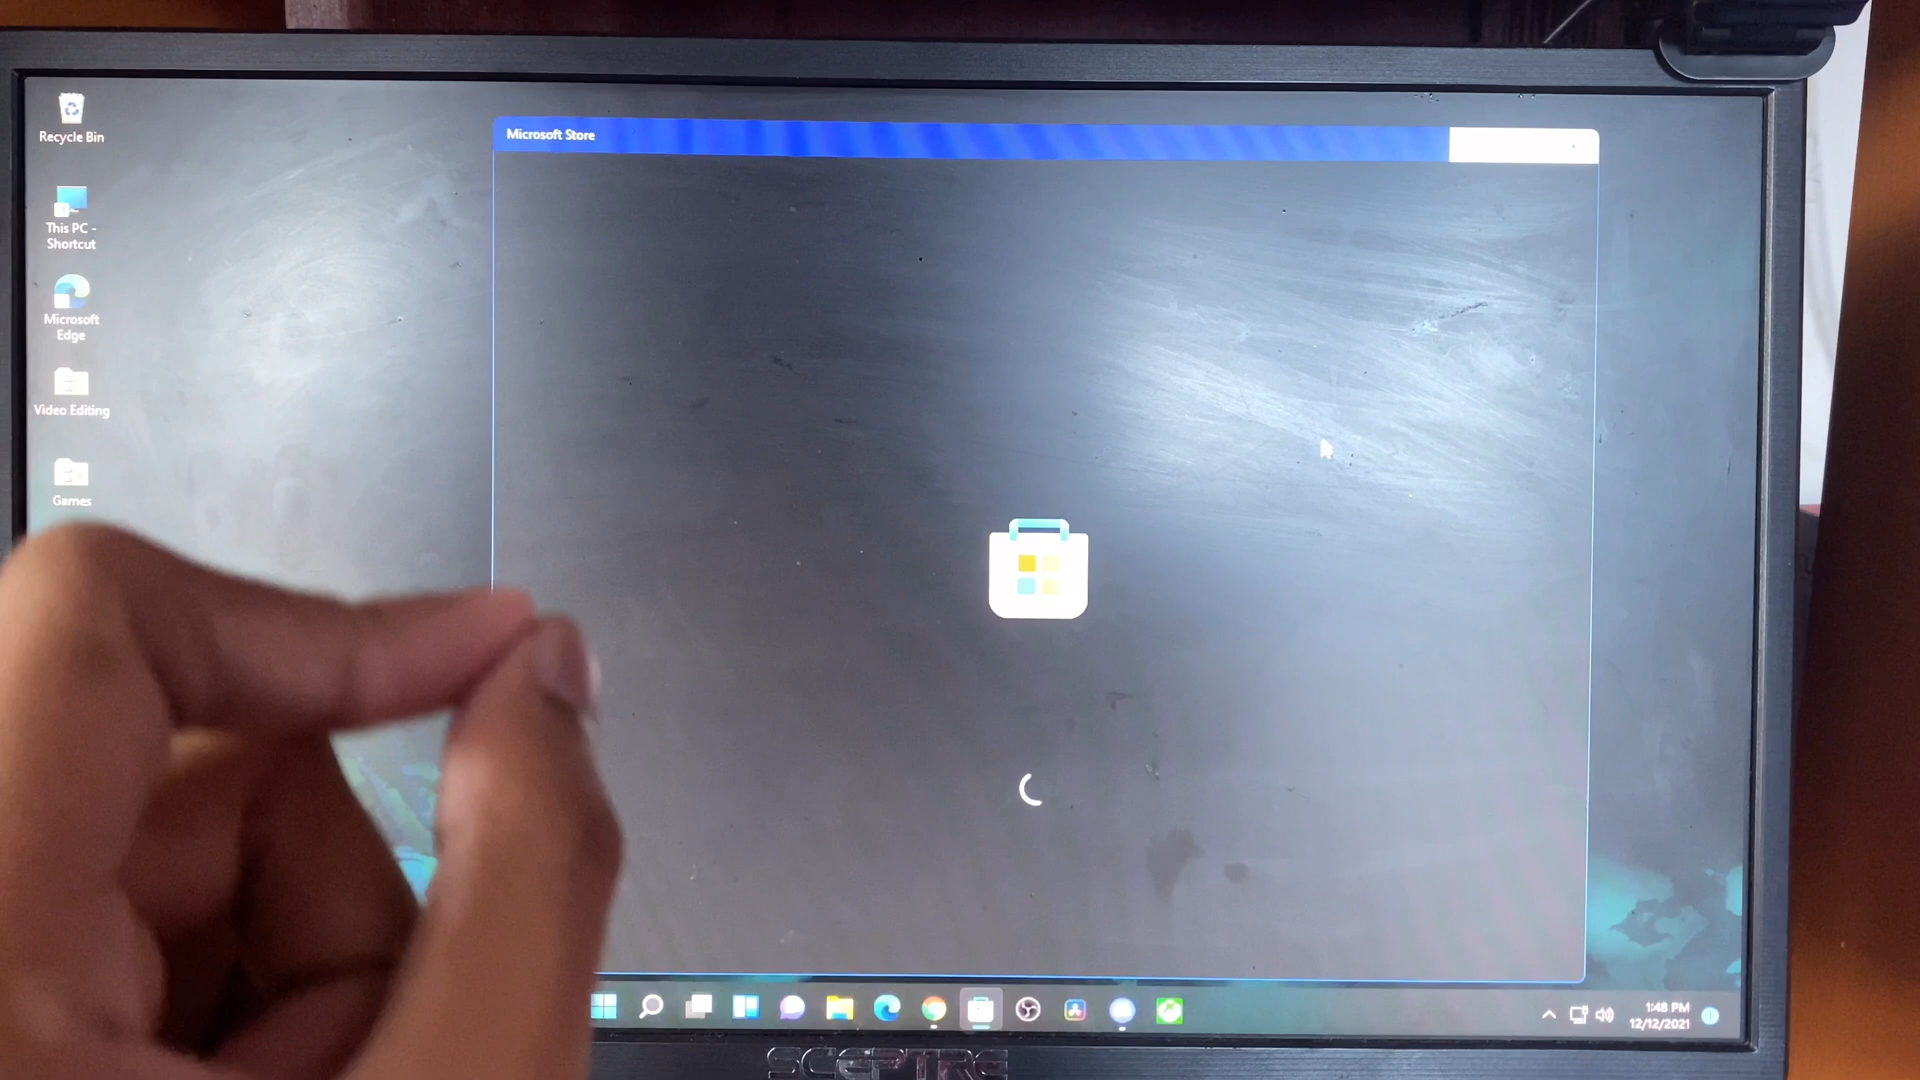 Recycle Bin
Microsoft Store
This PC -
Shortcut
Microsoft
Edge
Video Editing
Games
1:48 PM
12/12/2021
1
SCEPTRE